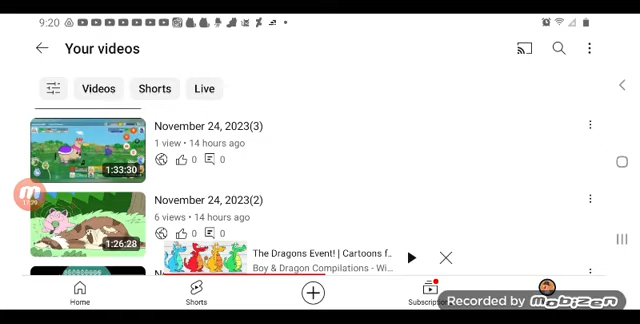 9:20
Your videos
Videos
Shorts
Live
November 24, 2023(3)
1 view • 14 hours ago
0
0
1:33:30
17:29
November 24, 2023(2)
6 views • 14 hours ago
0
0
1:26:28
The Dragons Event! | Cartoons f...
Boy & Dragon Compilations - Wi...
Home
Shorts
Subscription
Recorded by Mobizen